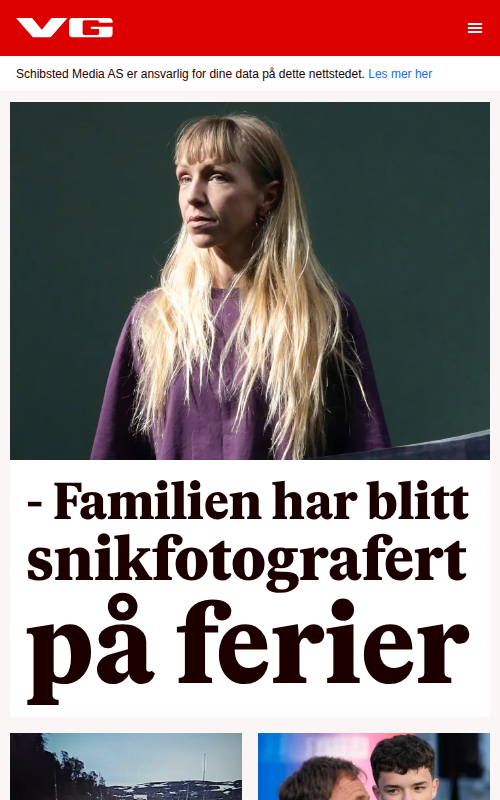 VG
Schibsted Media AS er ansvarlig for dine data på dette nettstedet. Les mer her
- Familien har blitt
snikfotografert
på ferier